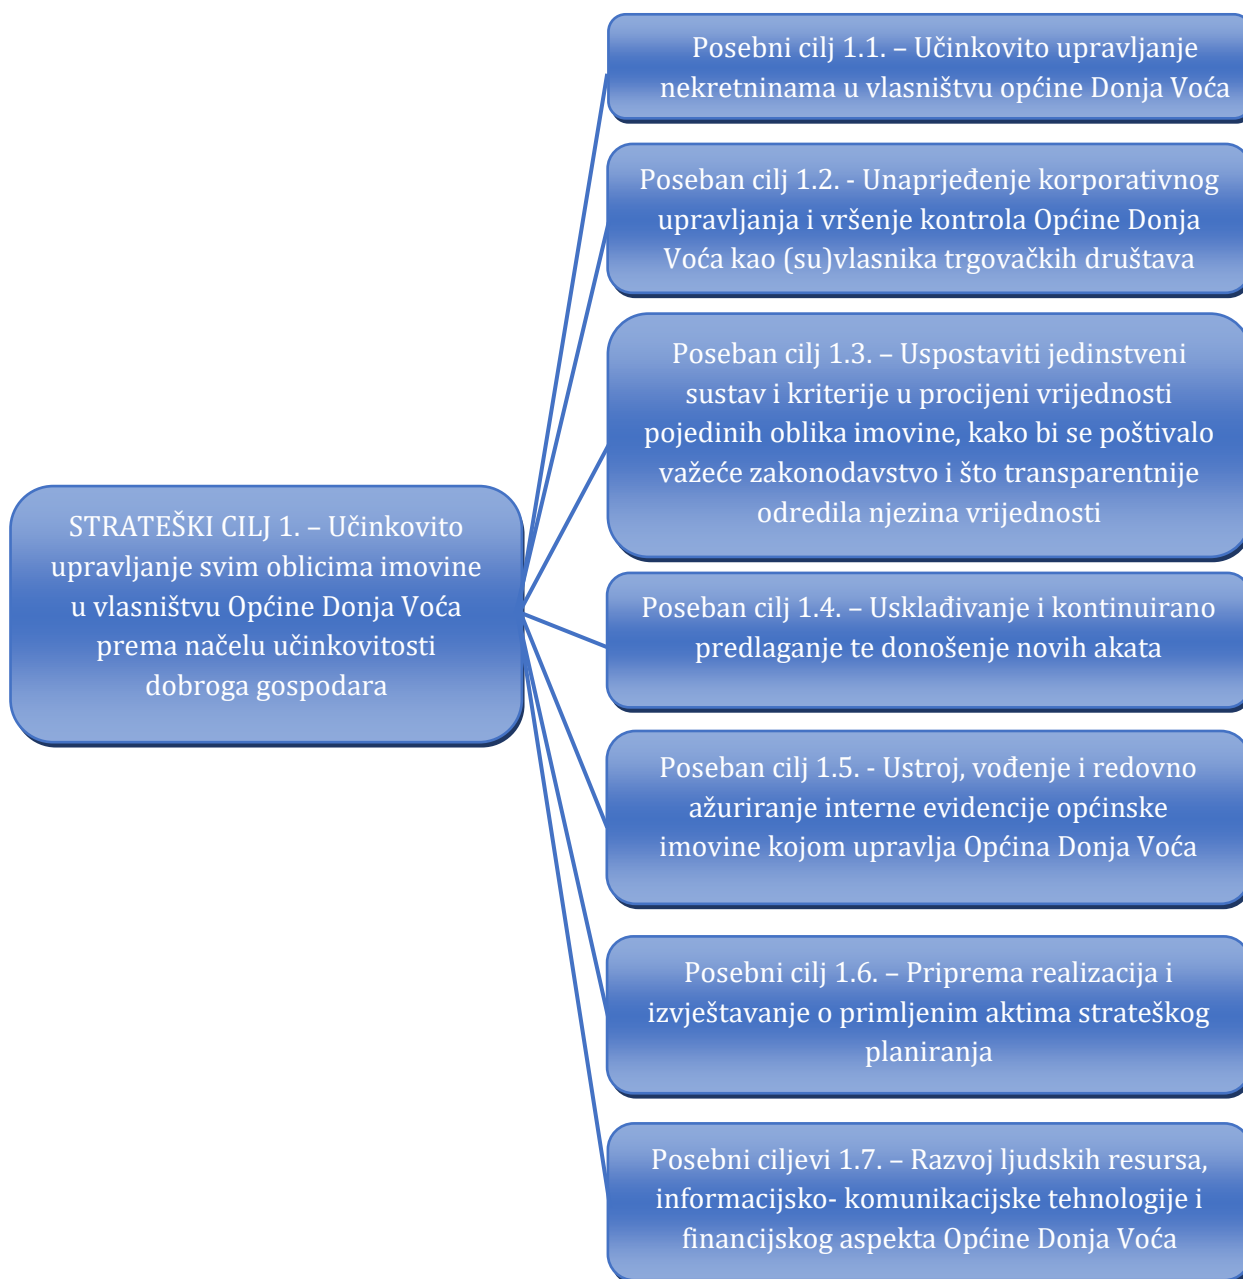 Posebni cilj 1.1. – Učinkovito upravljanje
nekretninama u vlasništvu općine Donja Voća
Poseban cilj 1.2. - Unaprjeđenje korporativnog
upravljanja i vršenje kontrola Općine Donja
Voća kao (su)vlasnika trgovačkih društava
Poseban cilj 1.3. – Uspostaviti jedinstveni
sustav i kriterije u procijeni vrijednosti
pojedinih oblika imovine, kako bi se poštivalo
važeće zakonodavstvo i što transparentnije
odredila njezina vrijednosti
STRATEŠKI CILJ 1. – Učinkovito
upravljanje svim oblicima imovine
u vlasništvu Općine Donja Voća
prema načelu učinkovitosti
dobroga gospodara
Poseban cilj 1.4. – Usklađivanje i kontinuirano
predlaganje te donošenje novih akata
Poseban cilj 1.5. - Ustroj, vođenje i redovno
ažuriranje interne evidencije općinske
imovine kojom upravlja Općina Donja Voća
Posebni cilj 1.6. – Priprema realizacija i
izvještavanje o primljenim aktima strateškog
planiranja
Posebni ciljevi 1.7. – Razvoj ljudskih resursa,
informacijsko- komunikacijske tehnologije i
financijskog aspekta Općine Donja Voća